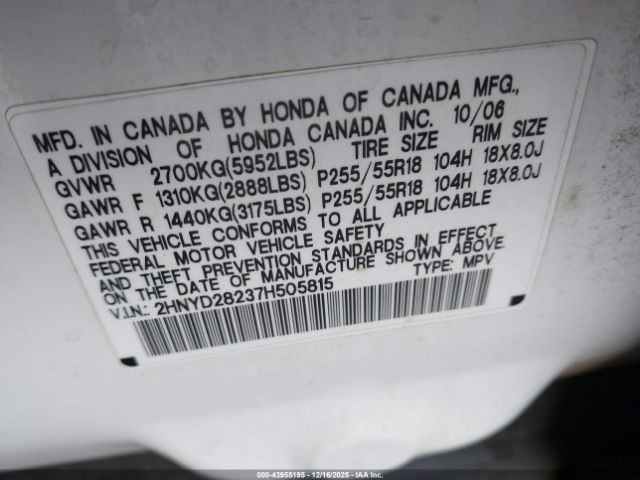 MFD. IN CANADA BY HONDA OF CANADA MFG.,
A DIVISION OF HONDA CANADA INC. 10/06
GVWR 2700KG(5952LBS) TIRE SIZE RIM SIZE
GAWR F 1310KG(2888LBS) P255/55R18 104H 18X8.0J
GAWR R 1440KG(3175LBS) P255/55R18 104H 18X8.0J
THIS VEHICLE CONFORMS TO ALL APPLICABLE
FEDERAL MOTOR VEHICLE SAFETY
AND THEFT PREVENTION STANDARDS IN EFFECT
ON THE DATE OF MANUFACTURE SHOWN ABOVE.
V.I.N.: 2HNYD28237H505815 TYPE: MPV
000-43955195 - 12/16/2025 - IAA Inc.